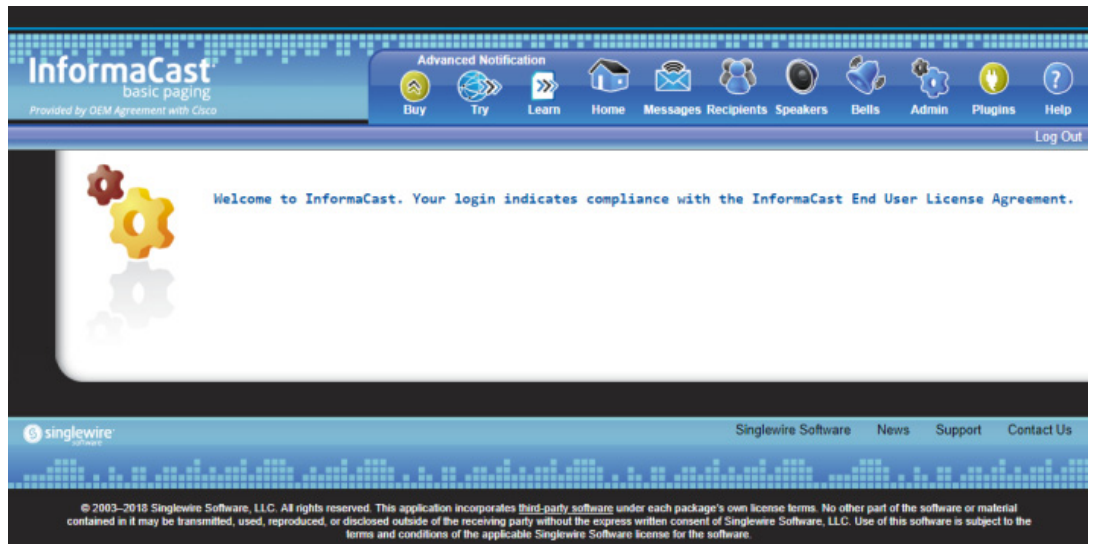 InformaCast
basic paging
Provided by OEM Agreement with Cisco
Advanced Notification
Buy Try Learn Home Messages Recipients Speakers Bells Admin Plugins Help
Log Out
Welcome to InformaCast. Your login indicates compliance with the InformaCast End User License Agreement.
singlewire
software
Singlewire Software News Support Contact Us
© 2003–2018 Singlewire Software, LLC. All rights reserved. This application incorporates third-party software under each package's own license terms. No other part of the software or material
contained in it may be transmitted, used, reproduced, or disclosed outside of the receiving party without the express written consent of Singlewire Software, LLC. Use of this software is subject to the
terms and conditions of the applicable Singlewire Software license for the software.